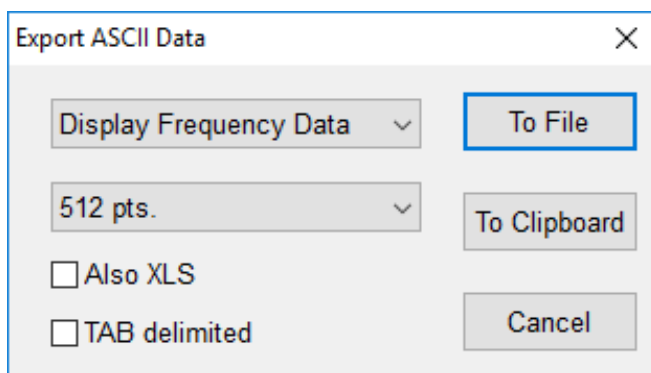 Export ASCII Data
Display Frequency Data
To File
512 pts.
To Clipboard
Also XLS
TAB delimited
Cancel